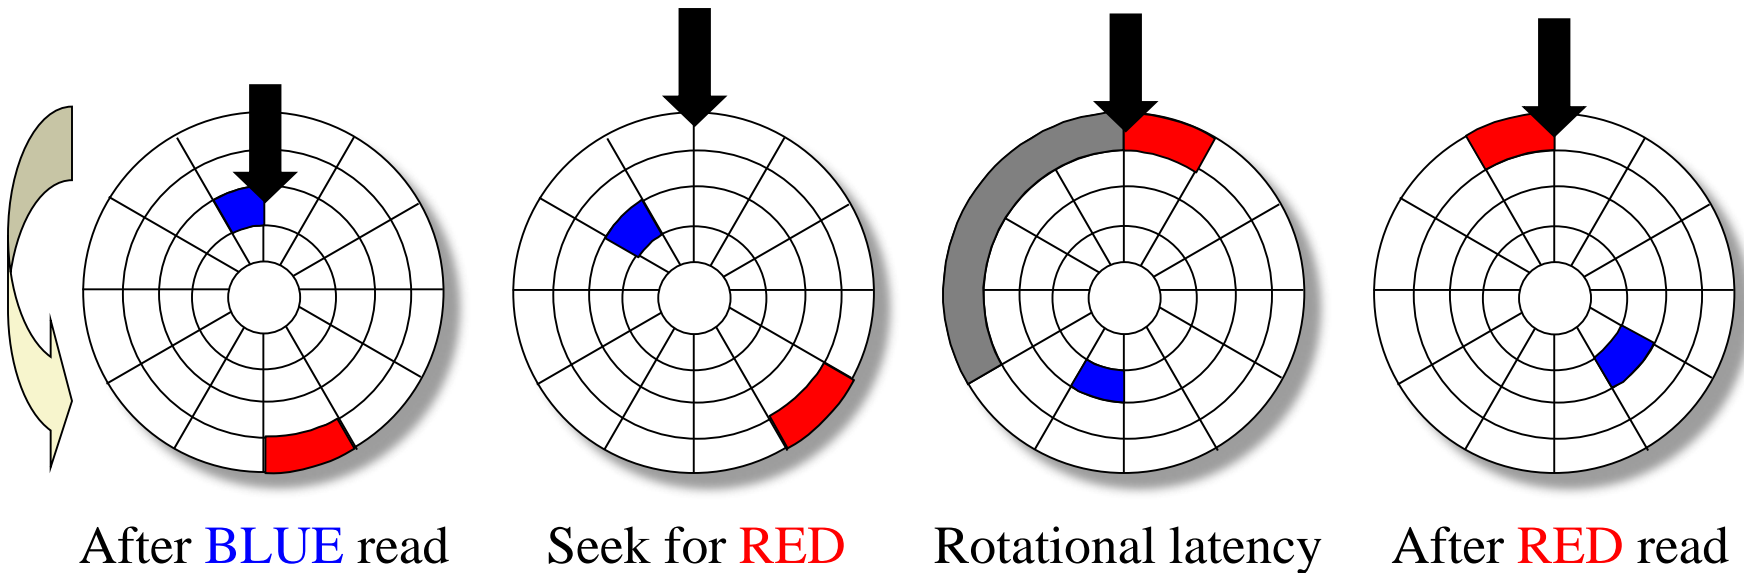 After BLUE read
Seek for RED
Rotational latency
After RED read